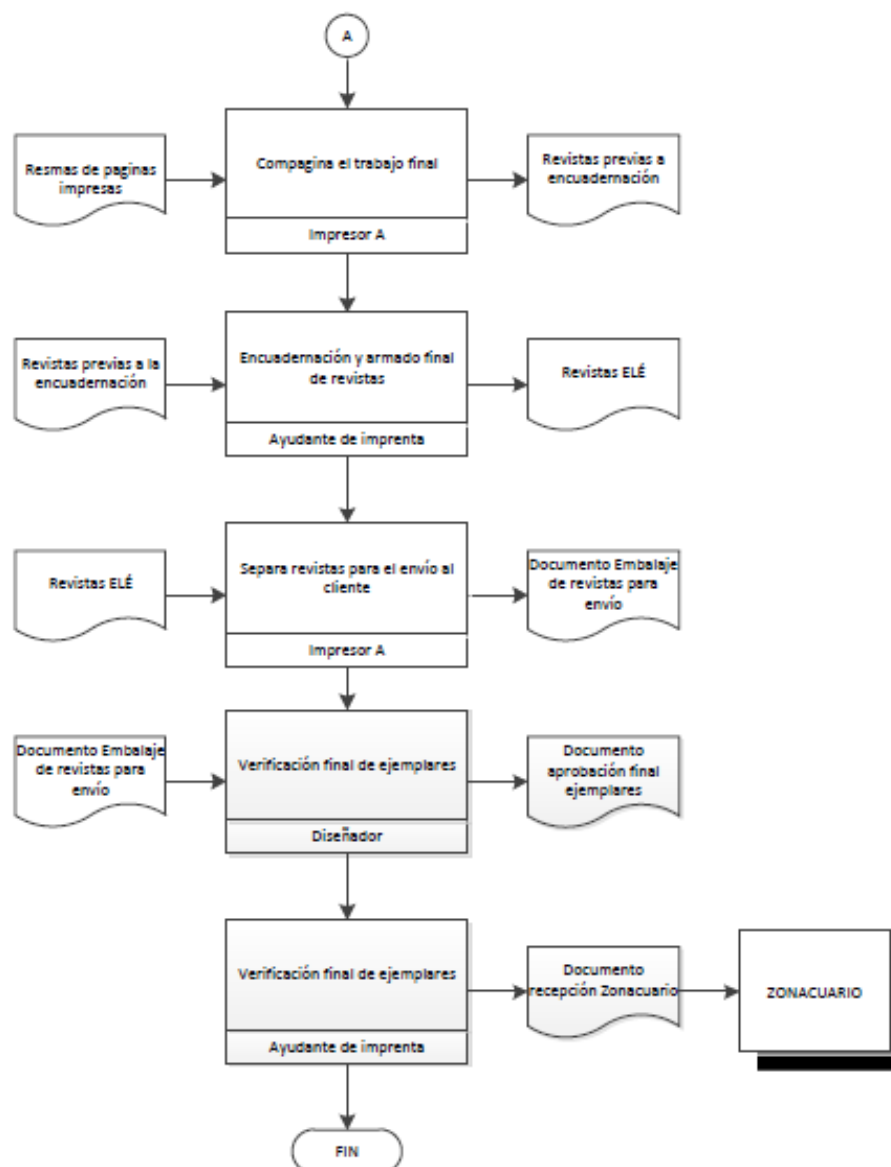 A
Resmas de paginas
impresas
Compagina el trabajo final
Impresor A
Revistas previas a
encuadernación
Revistas previas a la
encuadernación
Encuadernación y armado final
de revistas
Ayudante de imprenta
Revistas ELÉ
Revistas ELÉ
Separa revistas para el envío al
cliente
Impresor A
Documento Embalaje
de revistas para
envío
Documento Embalaje
de revistas para
envío
Verificación final de ejemplares
Diseñador
Documento
aprobación final
ejemplares
Verificación final de ejemplares
Ayudante de imprenta
Documento
recepción Zonacuario
ZONACUARIO
FIN